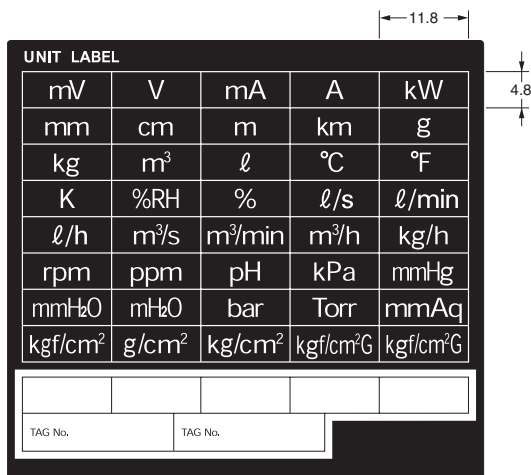 11.8
UNIT LABEL
4.8
mV V mA A kW
mm cm m km g
kg m³ ℓ °C °F
K %RH % ℓ/s ℓ/min
ℓ/h m³/s m³/min m³/h kg/h
rpm ppm pH kPa mmHg
mmH₂O mH₂O bar Torr mmAq
kgf/cm² g/cm² kg/cm² kgf/cm²G kgf/cm²G
TAG No. TAG No.